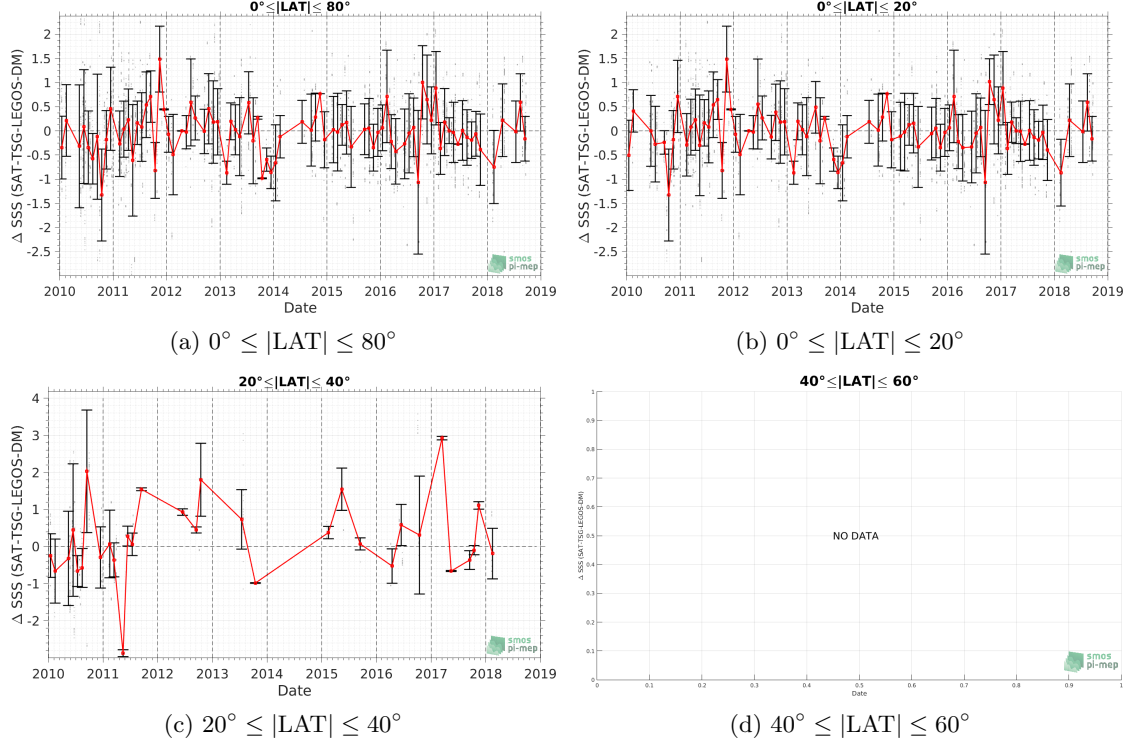 0°≤|LAT|≤ 80°
Δ SSS (SAT-TSG-LEGOS-DM)
2
1.5
1
0.5
0
-0.5
-1
-1.5
-2
-2.5
2010 2011 2012 2013 2014 2015 2016 2017 2018 2019
Date
smos
pi-mep
(a) 0° ≤ |LAT| ≤ 80°
0°≤|LAT|≤ 20°
Δ SSS (SAT-TSG-LEGOS-DM)
2
1.5
1
0.5
0
-0.5
-1
-1.5
-2
-2.5
2010 2011 2012 2013 2014 2015 2016 2017 2018 2019
Date
smos
pi-mep
(b) 0° ≤ |LAT| ≤ 20°
20°≤|LAT|≤ 40°
Δ SSS (SAT-TSG-LEGOS-DM)
4
3
2
1
0
-1
-2
2010 2011 2012 2013 2014 2015 2016 2017 2018 2019
Date
smos
pi-mep
(c) 20° ≤ |LAT| ≤ 40°
40°≤|LAT|≤ 60°
Δ SSS (SAT-TSG-LEGOS-DM)
1
0.9
0.8
0.7
0.6
0.5
0.4
0.3
0.2
0.1
0
NO DATA
0 0.1 0.2 0.3 0.4 0.5 0.6 0.7 0.8 0.9 1
Date
smos
pi-mep
(d) 40° ≤ |LAT| ≤ 60°